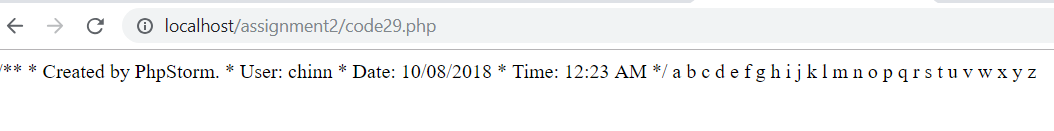 localhost/assignment2/code29.php
/** * Created by PhpStorm. * User: chinn * Date: 10/08/2018 * Time: 12:23 AM */ a b c d e f g h i j k l m n o p q r s t u v w x y z